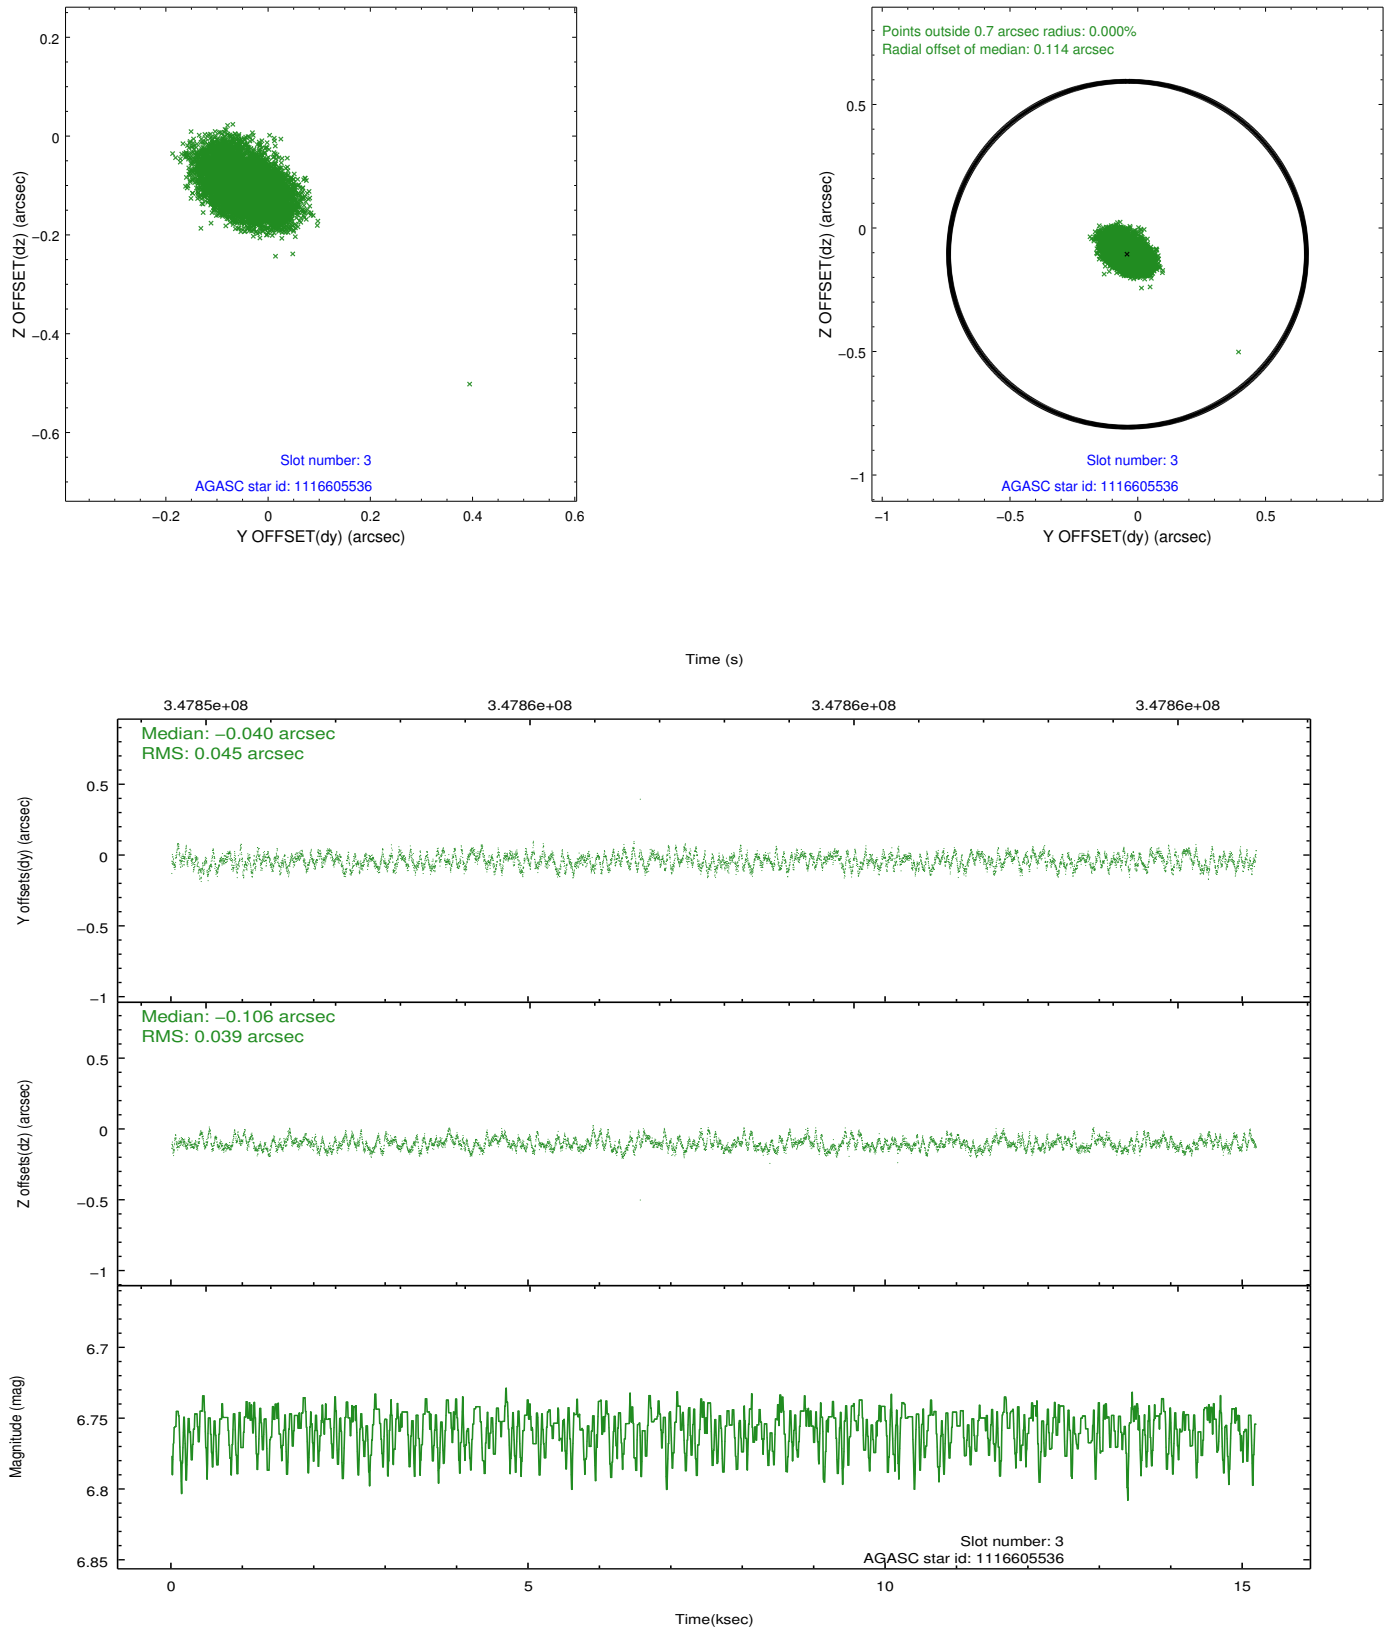 0.2
0
−0.2
−0.4
−0.6
Z OFFSET(dz) (arcsec)
Slot number: 3
AGASC star id: 1116605536
−0.2
0
0.2
0.4
0.6
Y OFFSET(dy) (arcsec)
Points outside 0.7 arcsec radius: 0.000%
Radial offset of median: 0.114 arcsec
0.5
0
−0.5
−1
Z OFFSET(dz) (arcsec)
Slot number: 3
AGASC star id: 1116605536
−1
−0.5
0
0.5
Y OFFSET(dy) (arcsec)
Time (s)
3.4785e+08
3.4786e+08
3.4786e+08
3.4786e+08
Median: −0.040 arcsec
RMS: 0.045 arcsec
0.5
0
−0.5
−1
Y offsets(dy) (arcsec)
Median: −0.106 arcsec
RMS: 0.039 arcsec
0.5
0
−0.5
−1
Z offsets(dz) (arcsec)
6.7
6.75
6.8
6.85
Magnitude (mag)
Slot number: 3
AGASC star id: 1116605536
0
5
10
15
Time(ksec)